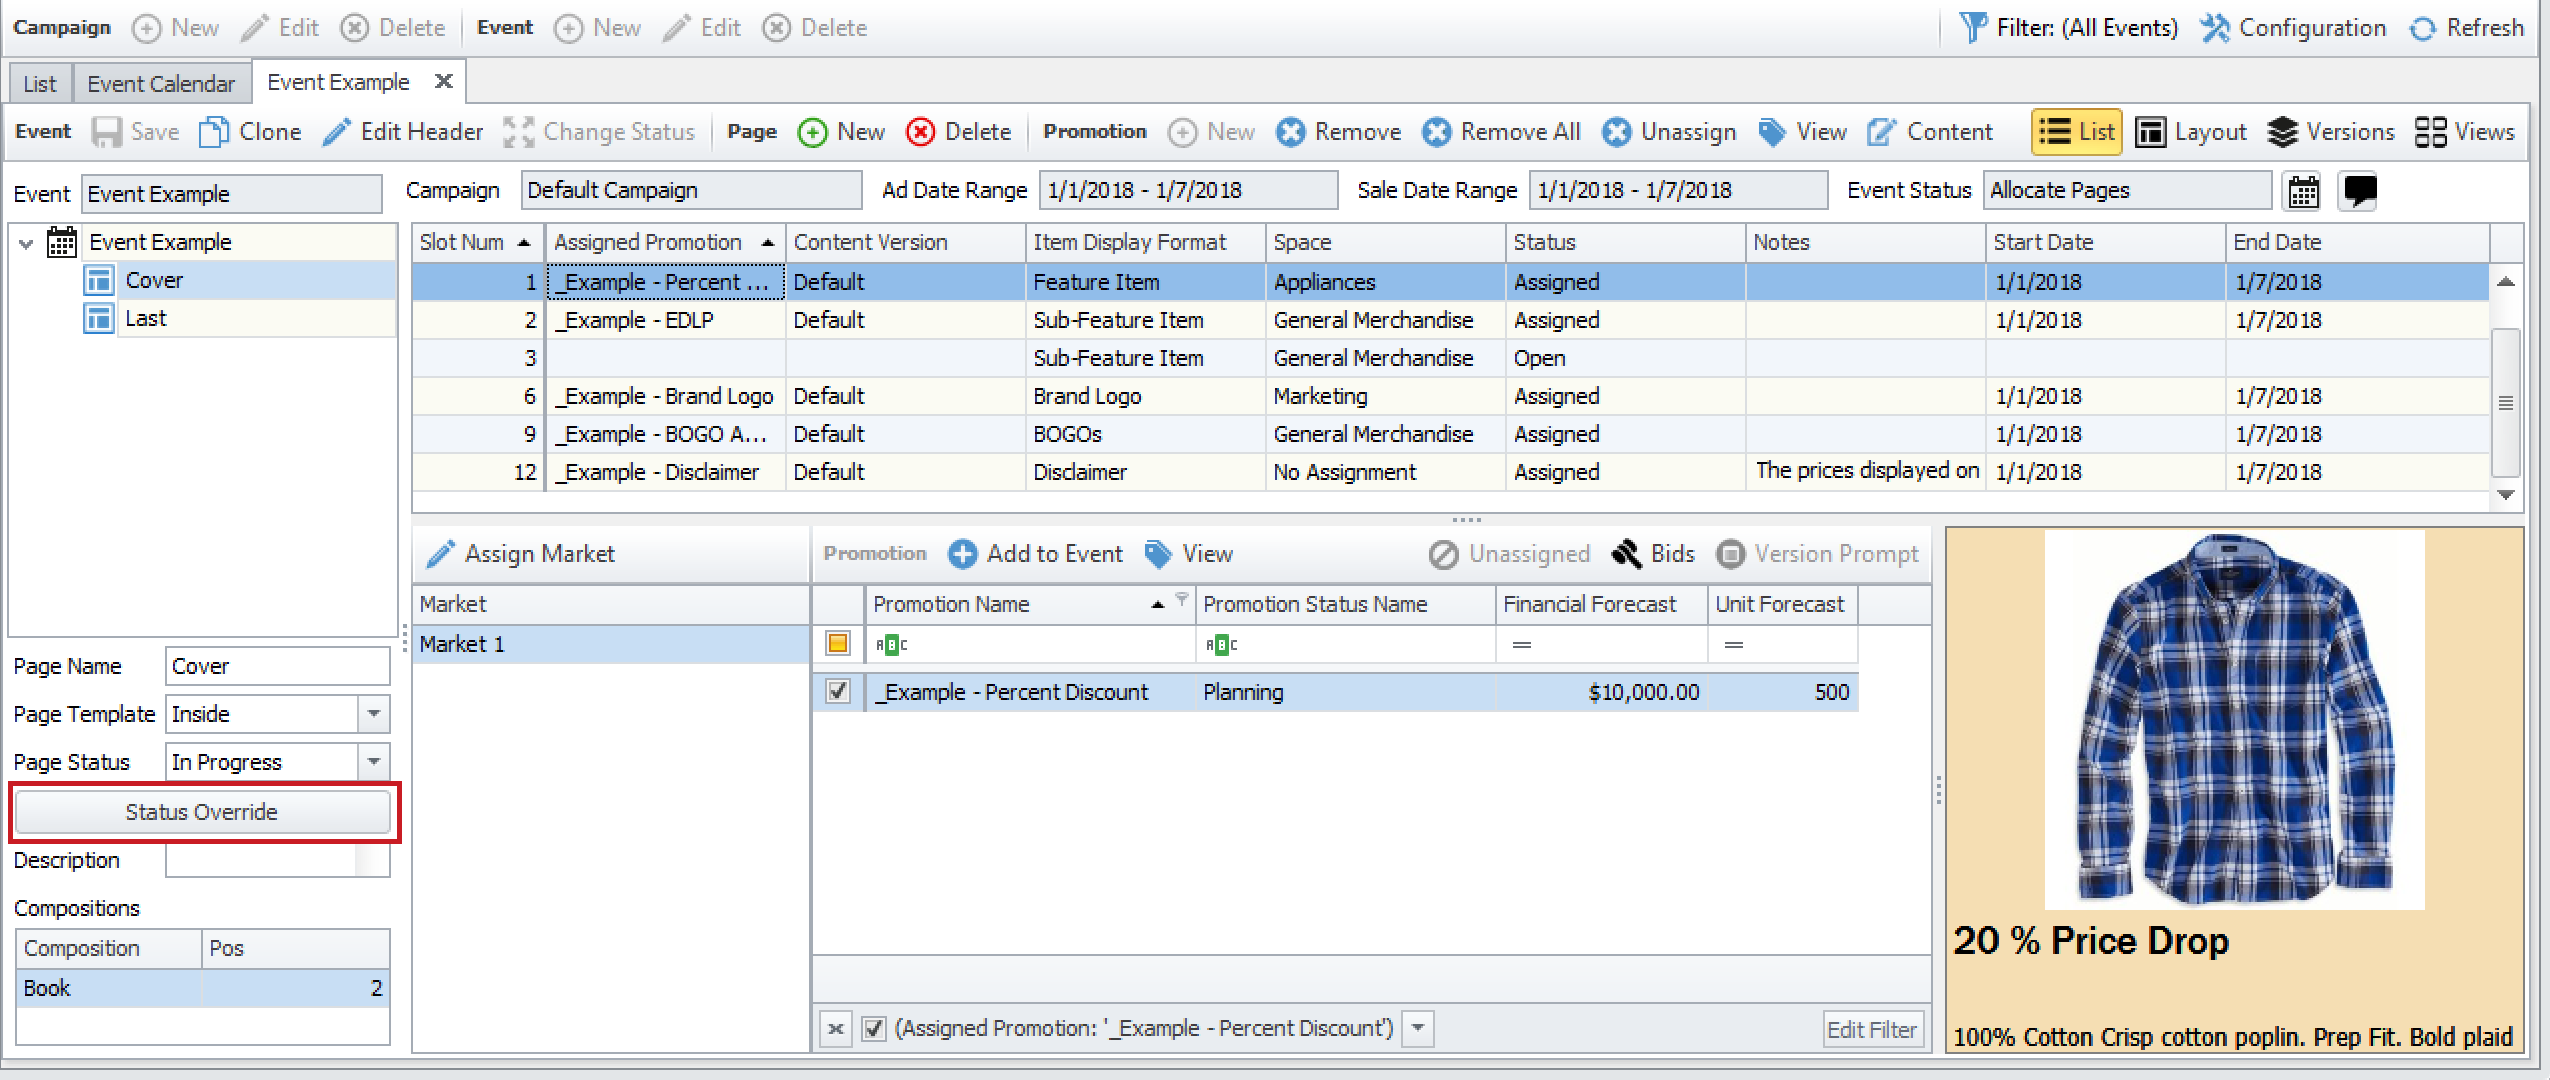 Campaign New Edit Delete Event New Edit Delete Filter: (All Events) Configuration Refresh
List Event Calendar Event Example
Event Save Clone Edit Header Change Status Page New Delete Promotion New Remove Remove All Unassign View Content List Layout Versions Views
Event Event Example Campaign Default Campaign Ad Date Range 1/1/2018 - 1/7/2018 Sale Date Range 1/1/2018 - 1/7/2018 Event Status Allocate Pages
Event Example
Cover
Last
Slot Num Assigned Promotion Content Version Item Display Format Space Status Notes Start Date End Date
1 _Example - Percent ... Default Feature Item Appliances Assigned 1/1/2018 1/7/2018
2 _Example - EDLP Default Sub-Feature Item General Merchandise Assigned 1/1/2018 1/7/2018
3 Sub-Feature Item General Merchandise Open
6 _Example - Brand Logo Default Brand Logo Marketing Assigned 1/1/2018 1/7/2018
9 _Example - BOGO A... Default BOGOs General Merchandise Assigned 1/1/2018 1/7/2018
12 _Example - Disclaimer Default Disclaimer No Assignment Assigned The prices displayed on 1/1/2018 1/7/2018
Page Name Cover
Page Template Inside
Page Status In Progress
Status Override
Description
Compositions
Composition Pos
Book 2
Assign Market
Market
Market 1
Promotion Add to Event View Unassigned Bids Version Prompt
Promotion Name Promotion Status Name Financial Forecast Unit Forecast
ABC ABC = =
_Example - Percent Discount Planning $10,000.00 500
(Assigned Promotion: '_Example - Percent Discount') Edit Filter
20 % Price Drop
100% Cotton Crisp cotton poplin. Prep Fit. Bold plaid